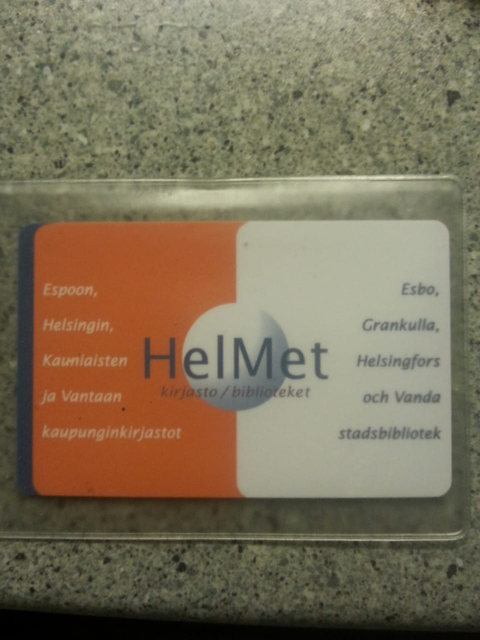 Espoon,
Helsingin,
Kauniaisten
ja Vantaan
kaupunginkirjastot
HelMet
kirjasto / biblioteket
Esbo,
Grankulla,
Helsingfors
och Vanda
stadsbibliotek